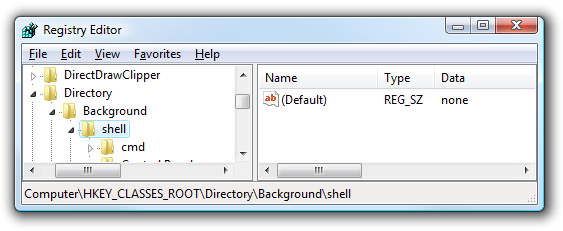 Registry Editor
File Edit View Favorites Help
DirectDrawClipper
Directory
Background
shell
cmd
Name Type Data
ab (Default) REG_SZ none
Computer\HKEY_CLASSES_ROOT\Directory\Background\shell